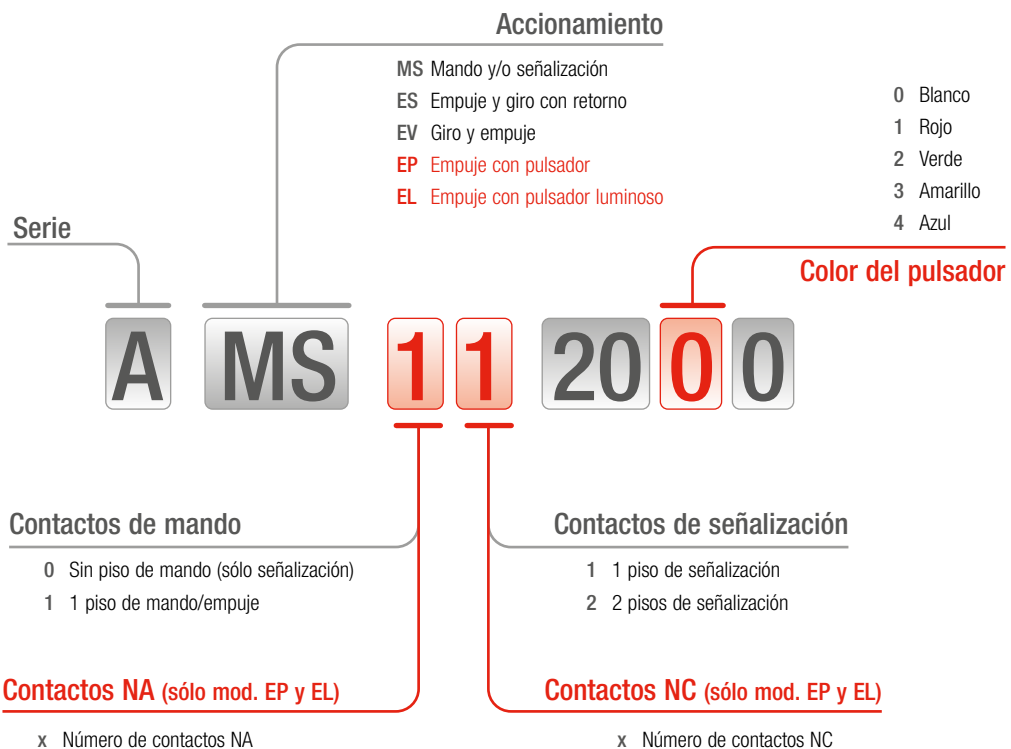 Accionamiento
MS Mando y/o señalización
ES Empuje y giro con retorno
EV Giro y empuje
EP Empuje con pulsador
EL Empuje con pulsador luminoso
0 Blanco
1 Rojo
2 Verde
3 Amarillo
4 Azul
Serie
Color del pulsador
A MS 1 1 20 0 0
Contactos de mando
0 Sin piso de mando (sólo señalización)
1 1 piso de mando/empuje
Contactos de señalización
1 1 piso de señalización
2 2 pisos de señalización
Contactos NA (sólo mod. EP y EL)
x Número de contactos NA
Contactos NC (sólo mod. EP y EL)
x Número de contactos NC